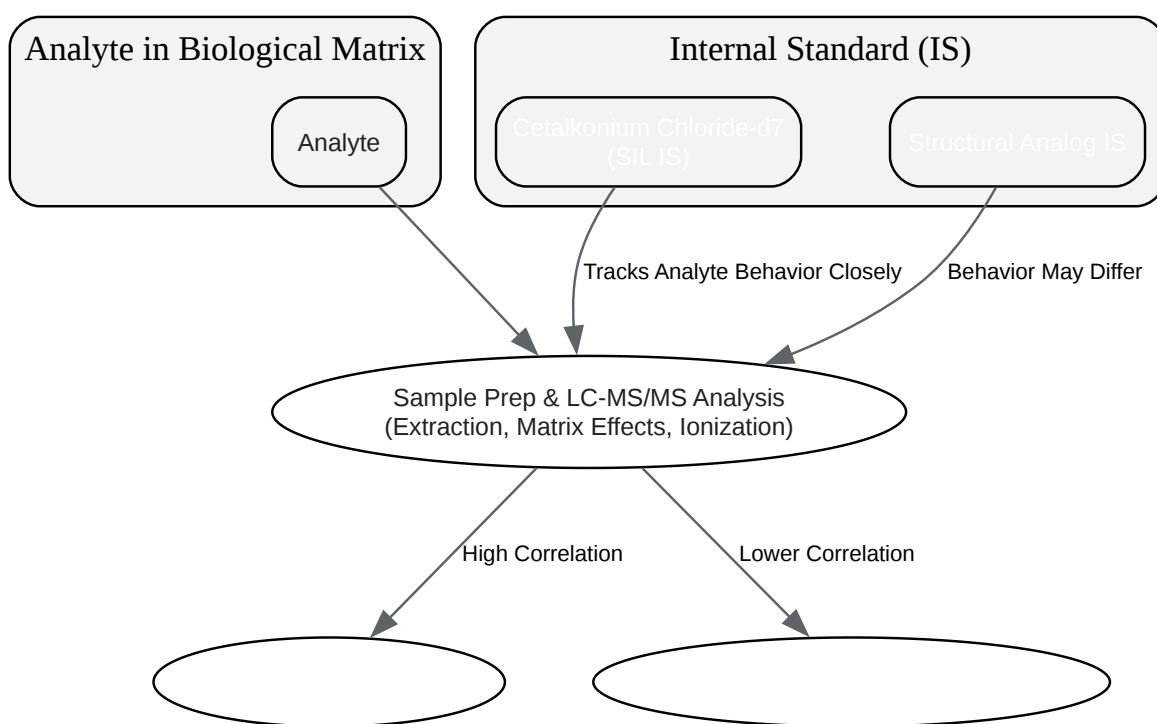 Analyte in Biological Matrix
Internal Standard (IS)
Analyte
Cetalkonium Chloride-d7
(SIL IS)
Structural Analog IS
Tracks Analyte Behavior Closely
Behavior May Differ
Sample Prep & LC-MS/MS Analysis
(Extraction, Matrix Effects, Ionization)
High Correlation
Lower Correlation